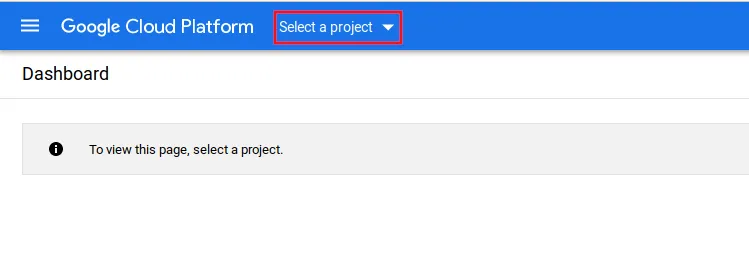 Google Cloud Platform Select a project
Dashboard
To view this page, select a project.